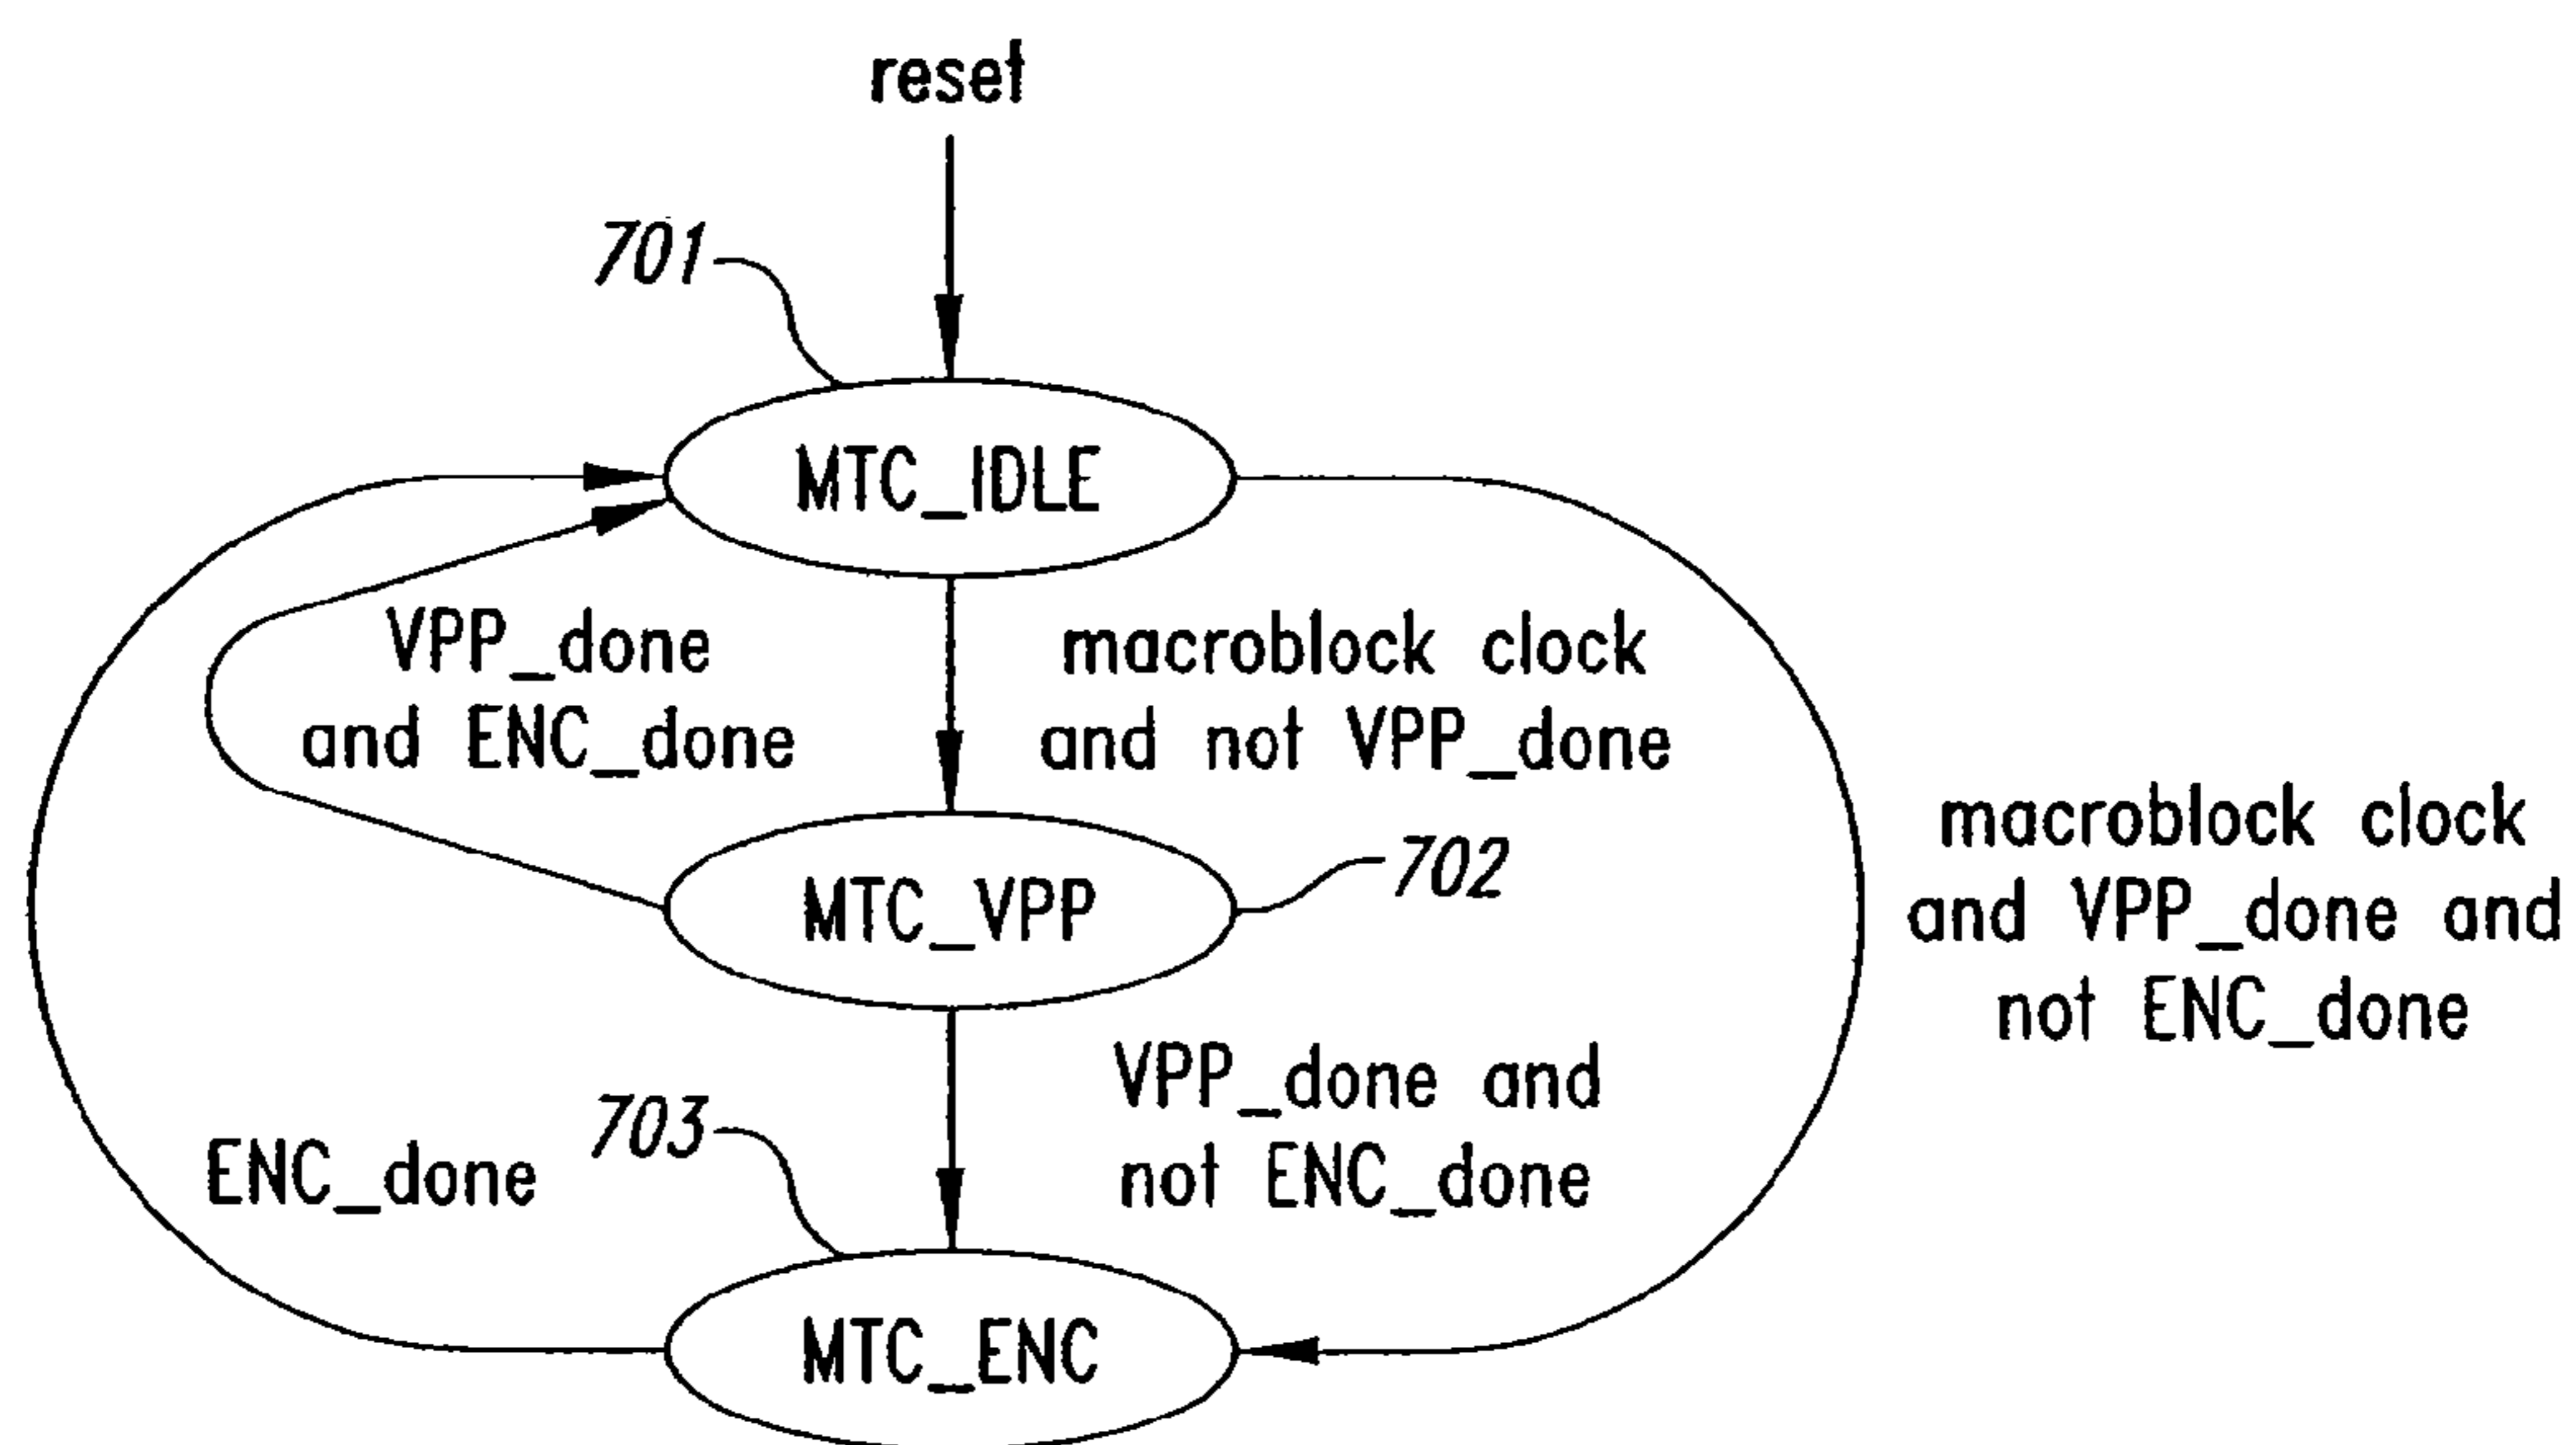 reset
701
MTC_IDLE
VPP_done
and ENC_done
macroblock clock
and not VPP_done
macroblock clock
and VPP_done and
not ENC_done
MTC_VPP
702
VPP_done and
not ENC_done
703
ENC_done
MTC_ENC